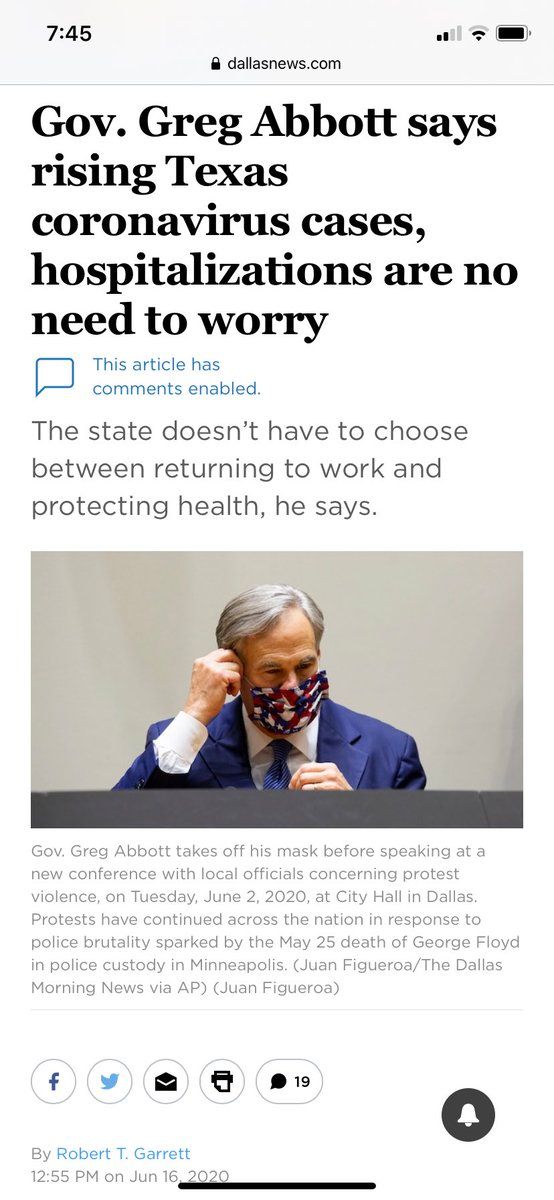 7:45
dallasnews.com
Gov. Greg Abbott says
rising Texas
coronavirus cases,
hospitalizations are no
need to worry
This article has
comments enabled.
The state doesn't have to choose
between returning to work and
protecting health, he says.
Gov. Greg Abbott takes off his mask before speaking at a
new conference with local officials concerning protest
violence, on Tuesday, June 2, 2020, at City Hall in Dallas.
Protests have continued across the nation in response to
police brutality sparked by the May 25 death of George Floyd
in police custody in Minneapolis. (Juan Figueroa/The Dallas
Morning News via AP) (Juan Figueroa)
19
By Robert T. Garrett
12:55 PM on Jun 16, 2020